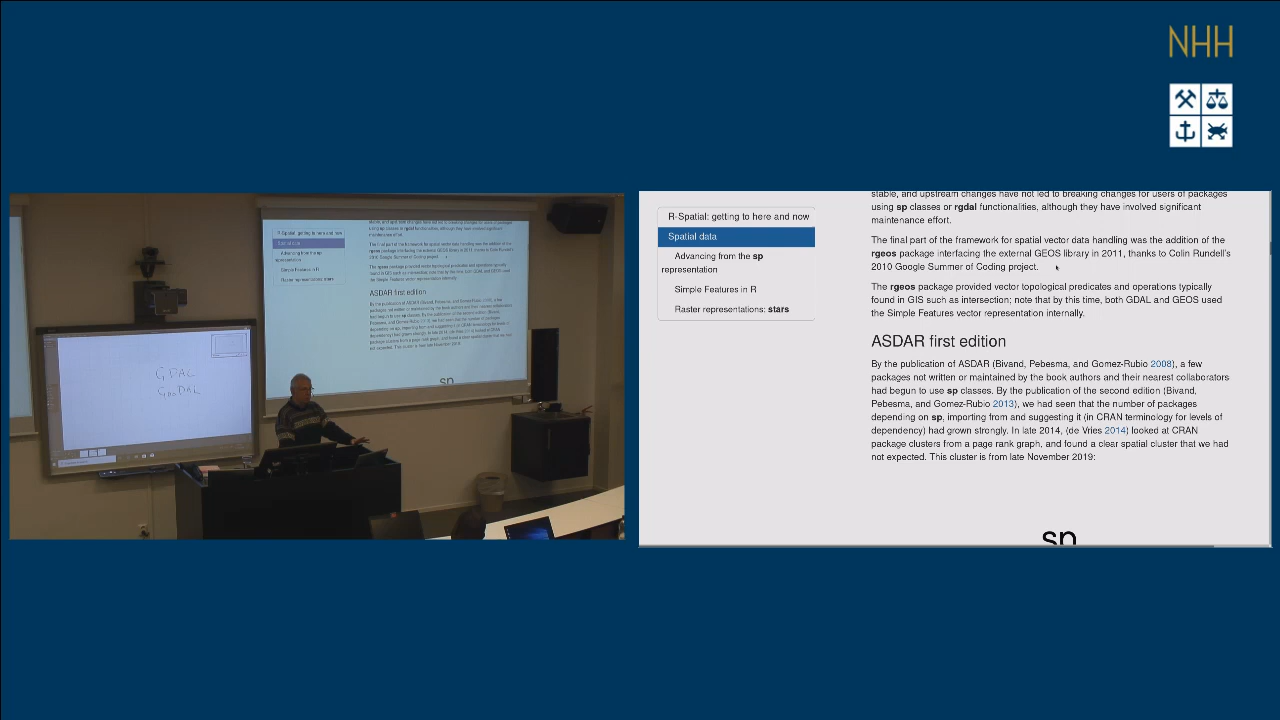 NHH
GDAL
GooDAL
R-Spatial: getting to here and now
Spatial data
Advancing from the sp
representation
Simple Features in R
Raster representations: stars
stable, and upstream changes have not led to breaking changes for users of packages
using sp classes or rgdal functionalities, although they have involved significant
maintenance effort.
The final part of the framework for spatial vector data handling was the addition of the
rgeos package interfacing the external GEOS library in 2011, thanks to Colin Rundell's
2010 Google Summer of Coding project.
The rgeos package provided vector topological predicates and operations typically
found in GIS such as intersection; note that by this time, both GDAL and GEOS used
the Simple Features vector representation internally.
ASDAR first edition
By the publication of ASDAR (Bivand, Pebesma, and Gomez-Rubio 2008), a few
packages not written or maintained by the book authors and their nearest collaborators
had begun to use sp classes. By the publication of the second edition (Bivand,
Pebesma, and Gomez-Rubio 2013), we had seen that the number of packages
depending on sp, importing from and suggesting it (in CRAN terminology for levels of
dependency) had grown strongly. In late 2014, (de Vries 2014) looked at CRAN
package clusters from a page rank graph, and found a clear spatial cluster that we had
not expected. This cluster is from late November 2019:
sp